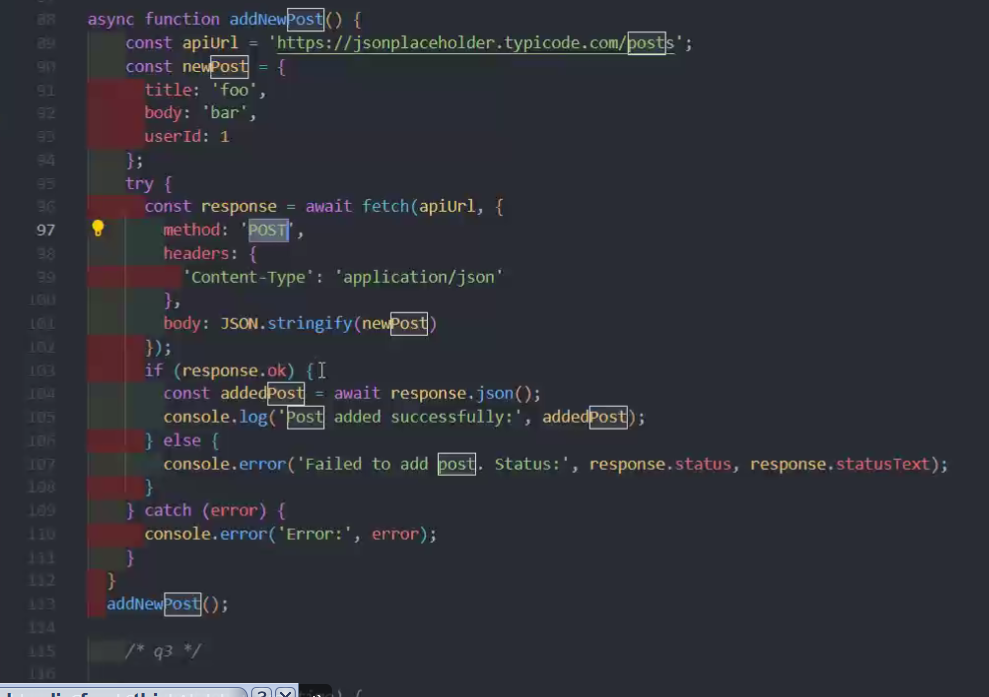 88 async function addNewPost() {
89 const apiUrl = 'https://jsonplaceholder.typicode.com/posts';
90 const newPost = {
91 title: 'foo',
92 body: 'bar',
93 userId: 1
94 };
95 try {
96 const response = await fetch(apiUrl, {
97 method: 'POST',
98 headers: {
99 'Content-Type': 'application/json'
100 },
101 body: JSON.stringify(newPost)
102 });
103 if (response.ok) {
104 const addedPost = await response.json();
105 console.log('Post added successfully:', addedPost);
106 } else {
107 console.error('Failed to add post. Status:', response.status, response.statusText);
108 }
109 } catch (error) {
110 console.error('Error:', error);
111 }
112 }
113 addNewPost();
114
115 /* q3 */
116